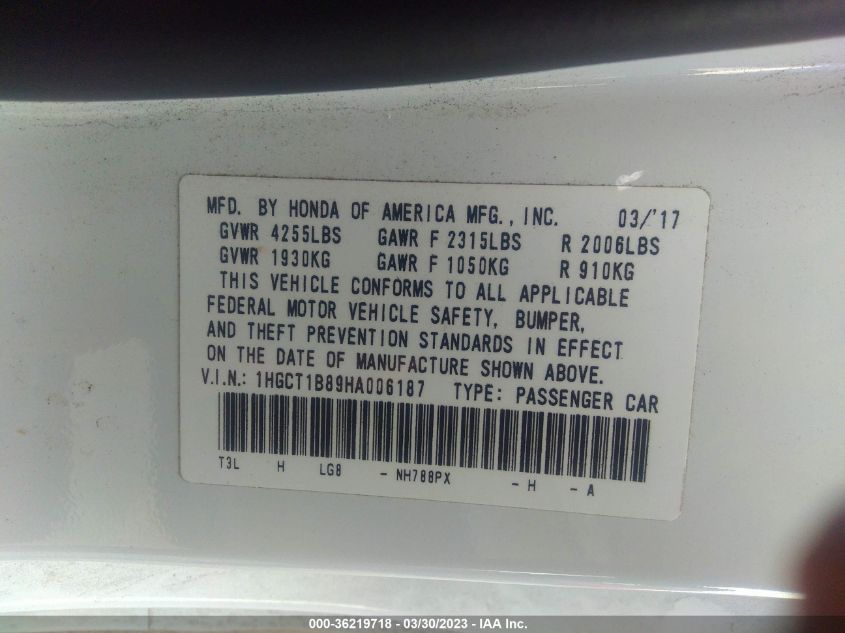 MFD. BY HONDA OF AMERICA MFG., INC. 03/'17
GVWR 4255LBS GAWR F 2315LBS R 2006LBS
GVWR 1930KG GAWR F 1050KG R 910KG
THIS VEHICLE CONFORMS TO ALL APPLICABLE
FEDERAL MOTOR VEHICLE SAFETY, BUMPER,
AND THEFT PREVENTION STANDARDS IN EFFECT
ON THE DATE OF MANUFACTURE SHOWN ABOVE.
V.I.N.: 1HGCT1B89HA006187 TYPE: PASSENGER CAR
T3L H LG8 - NH788PX - H - A
000-36219718 - 03/30/2023 - IAA Inc.